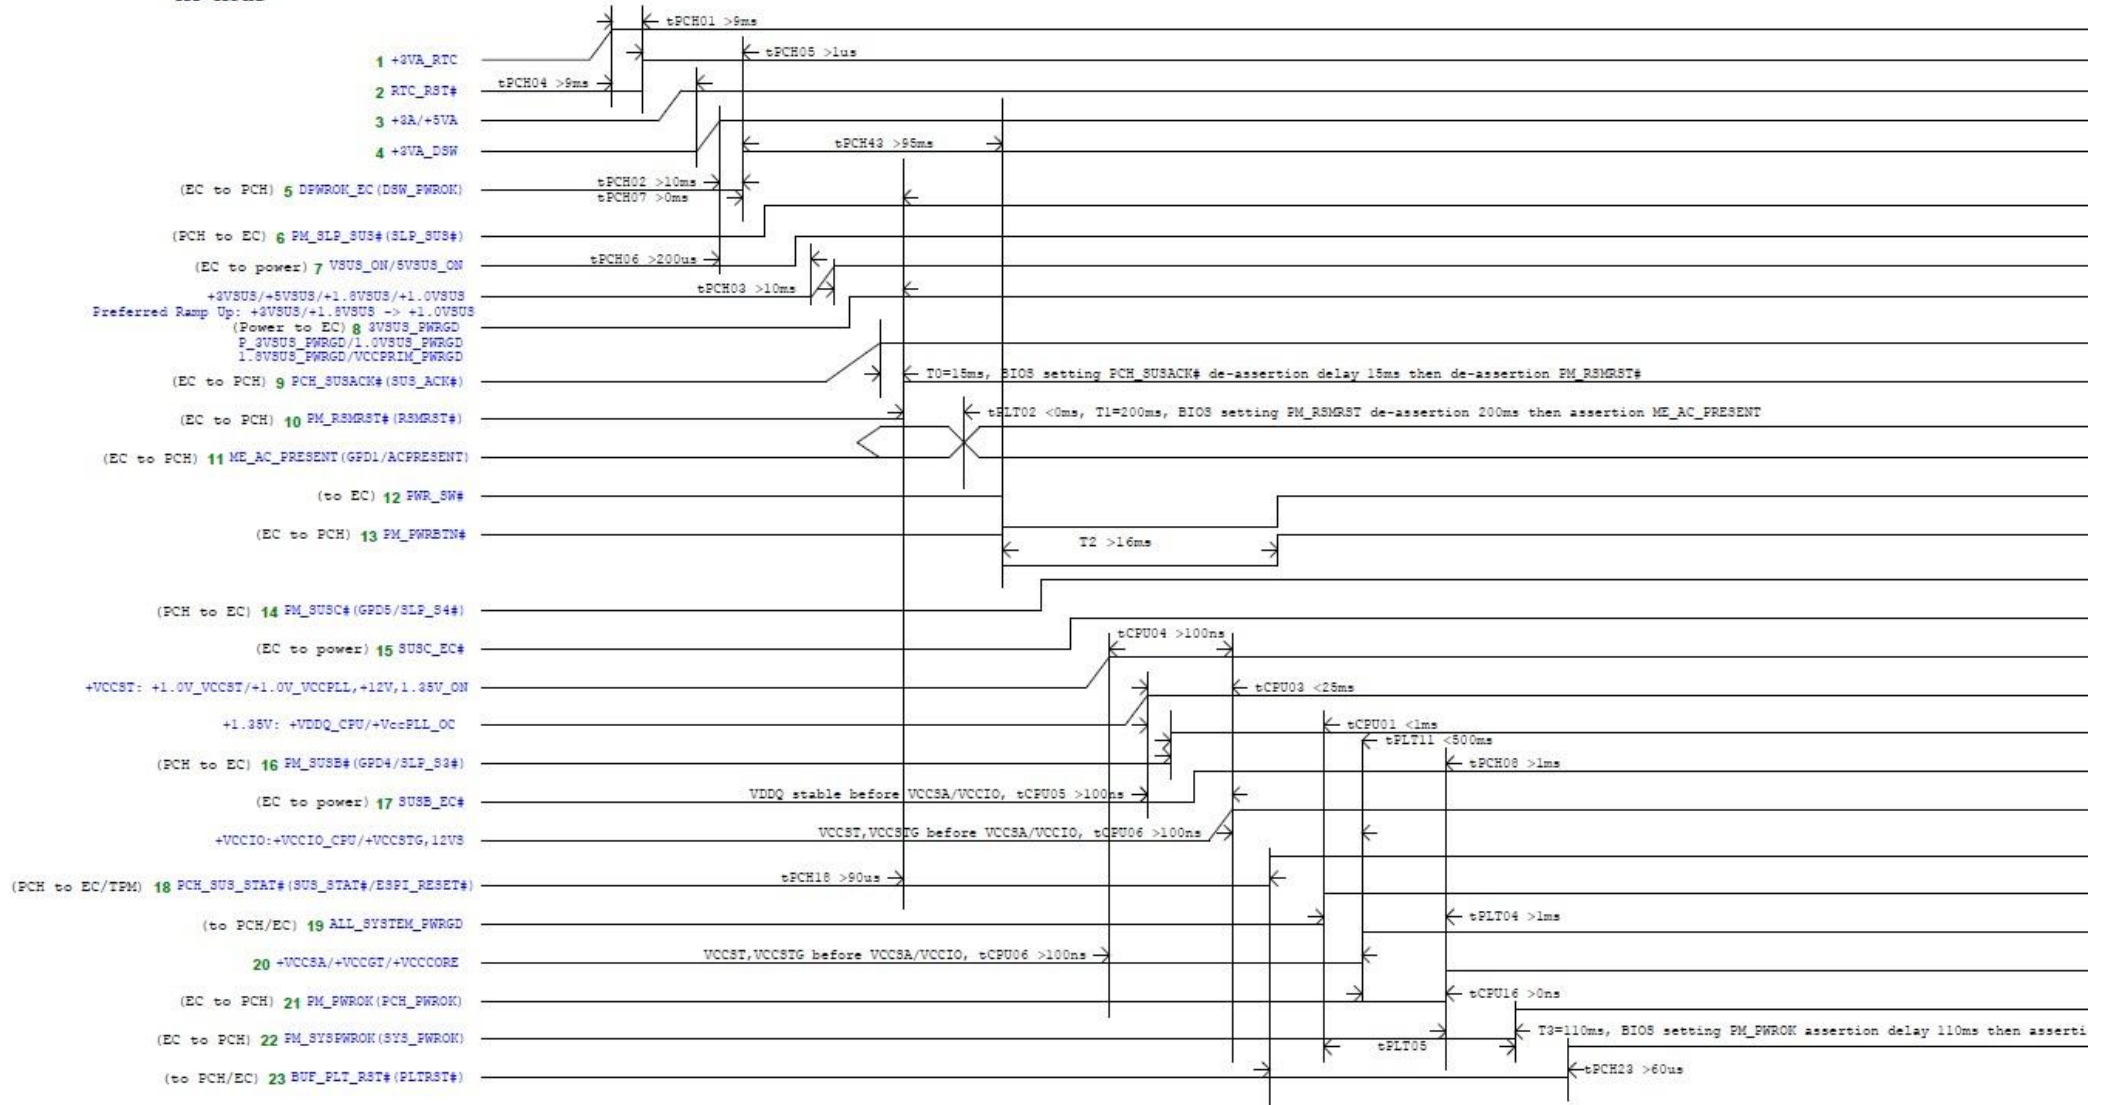 tPCH01 >9ms
1 +3VA_RTC
tPCH05 >1us
tPCH04 >9ms
2 RTC_RST#
3 +3A/+5VA
4 +3VA_DSW
tPCH43 >95ms
(EC to PCH) 5 DPWROK_EC(DSW_PWROK)
tPCH02 >10ms
tPCH07 >0ms
(PCH to EC) 6 PM_SLP_SUS#(SLP_SUS#)
(EC to power) 7 VSUS_ON/5VSUS_ON
tPCH06 >200us
tPCH03 >10ms
+3VSUS/+5VSUS/+1.8VSUS/+1.0VSUS
Preferred Ramp Up: +3VSUS/+1.8VSUS -> +1.0VSUS
(Power to EC) 8 3VSUS_PWRGD
P_3VSUS_PWRGD/1.0VSUS_PWRGD
1.8VSUS_PWRGD/VCCPRIM_PWRGD
(EC to PCH) 9 PCH_SUSACK#(SUS_ACK#)
T0=15ms, BIOS setting PCH_SUSACK# de-assertion delay 15ms then de-assertion PM_RSMRST#
(EC to PCH) 10 PM_RSMRST#(RSMRST#)
tPLT02 <0ms, T1=200ms, BIOS setting PM_RSMRST de-assertion 200ms then assertion ME_AC_PRESENT
(EC to PCH) 11 ME_AC_PRESENT(GPD1/ACPRESENT)
(to EC) 12 PWR_SW#
(EC to PCH) 13 PM_PWRBTN#
T2 >16ms
(PCH to EC) 14 PM_SUSC#(GPD5/SLP_S4#)
(EC to power) 15 SUSC_EC#
tCPU04 >100ns
+VCCST: +1.0V_VCCST/+1.0V_VCCPLL,+12V,1.35V_ON
tCPU03 <25ms
+1.35V: +VDDQ_CPU/+VccPLL_OC
tCPU01 <1ms
tPLT11 <500ms
(PCH to EC) 16 PM_SUSB#(GPD4/SLP_S3#)
tPCH08 >1ms
(EC to power) 17 SUSB_EC#
VDDQ stable before VCCSA/VCCIO, tCPU05 >100ns
+VCCIO:+VCCIO_CPU/+VCCSTG,12VS
VCCST,VCCSTG before VCCSA/VCCIO, tCPU06 >100ns
(PCH to EC/TPM) 18 PCH_SUS_STAT#(SUS_STAT#/ESPI_RESET#)
tPCH18 >90us
(to PCH/EC) 19 ALL_SYSTEM_PWRGD
tPLT04 >1ms
20 +VCCSA/+VCCGT/+VCCCORE
VCCST,VCCSTG before VCCSA/VCCIO, tCPU06 >100ns
(EC to PCH) 21 PM_PWROK(PCH_PWROK)
tCPU16 >0ns
(EC to PCH) 22 PM_SYSPWROK(SYS_PWROK)
T3=110ms, BIOS setting PM_PWROK assertion delay 110ms then asserti
tPLT05
(to PCH/EC) 23 BUF_PLT_RST#(PLTRST#)
tPCH23 >60us